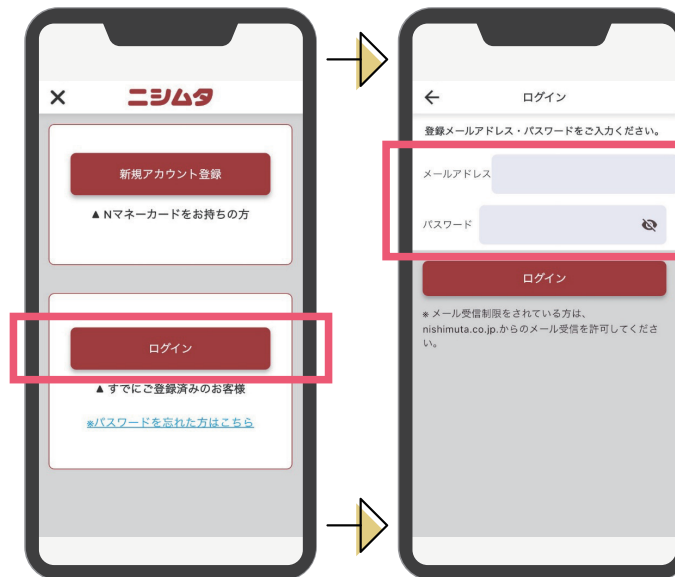 ニシムタ
新規アカウント登録
▲ Nマネーカードをお持ちの方
ログイン
▲ すでにご登録済みのお客様
※パスワードを忘れた方はこちら
ログイン
登録メールアドレス・パスワードをご入力ください。
メールアドレス
パスワード
ログイン
※ メール受信制限をされている方は、
nishimuta.co.jp.からのメール受信を許可してくださ
い。